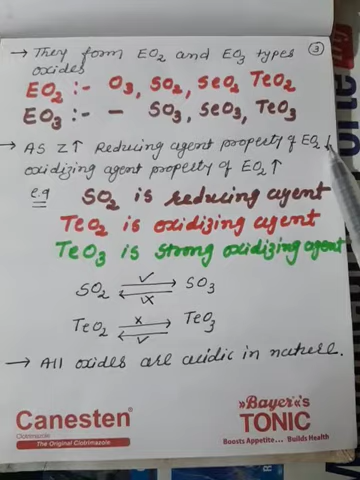 → They form EO2 and EO3 types ③
oxides
EO2 :- O3, SO2, SeO2 TeO2
EO3 :- - SO3, SeO3, TeO3
→ AS Z↑ Reducing agent property of EO2 ↓
oxidizing agent property of EO2 ↑
e.g SO2 is reducing agent
TeO2 is oxidizing agent
TeO3 is strong oxidizing agent
SO2 ⇌ SO3
TeO2 ⇌ TeO3
→ All oxides are acidic in nature.
Canesten®
Clotrimazole
The Original Clotrimazole
»Bayer's«
TONIC
Boosts Appetite... Builds Health